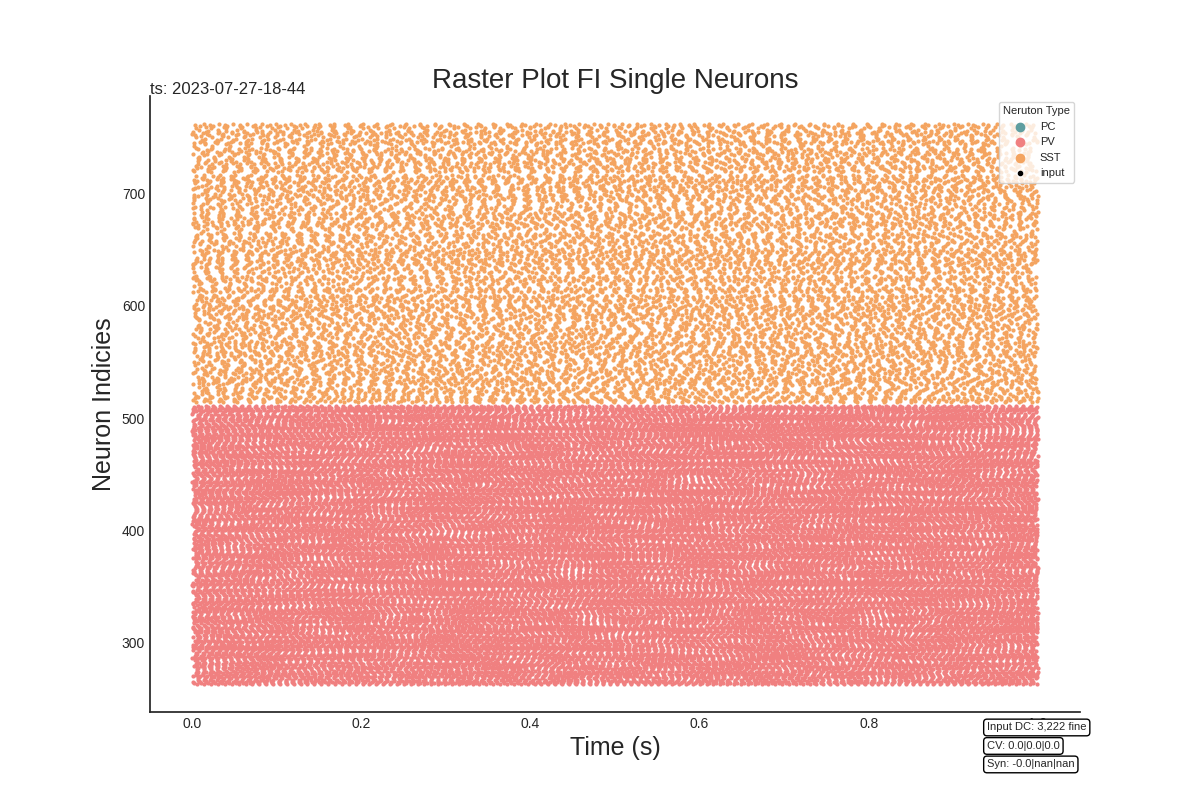 Raster Plot FI Single Neurons
ts: 2023-07-27-18-44
Neruton Type
PC
PV
SST
input
Neuron Indicies
700
600
500
400
300
0.0
0.2
0.4
0.6
0.8
Time (s)
Input DC: 3,222 fine
CV: 0.0|0.0|0.0
Syn: -0.0|nan|nan